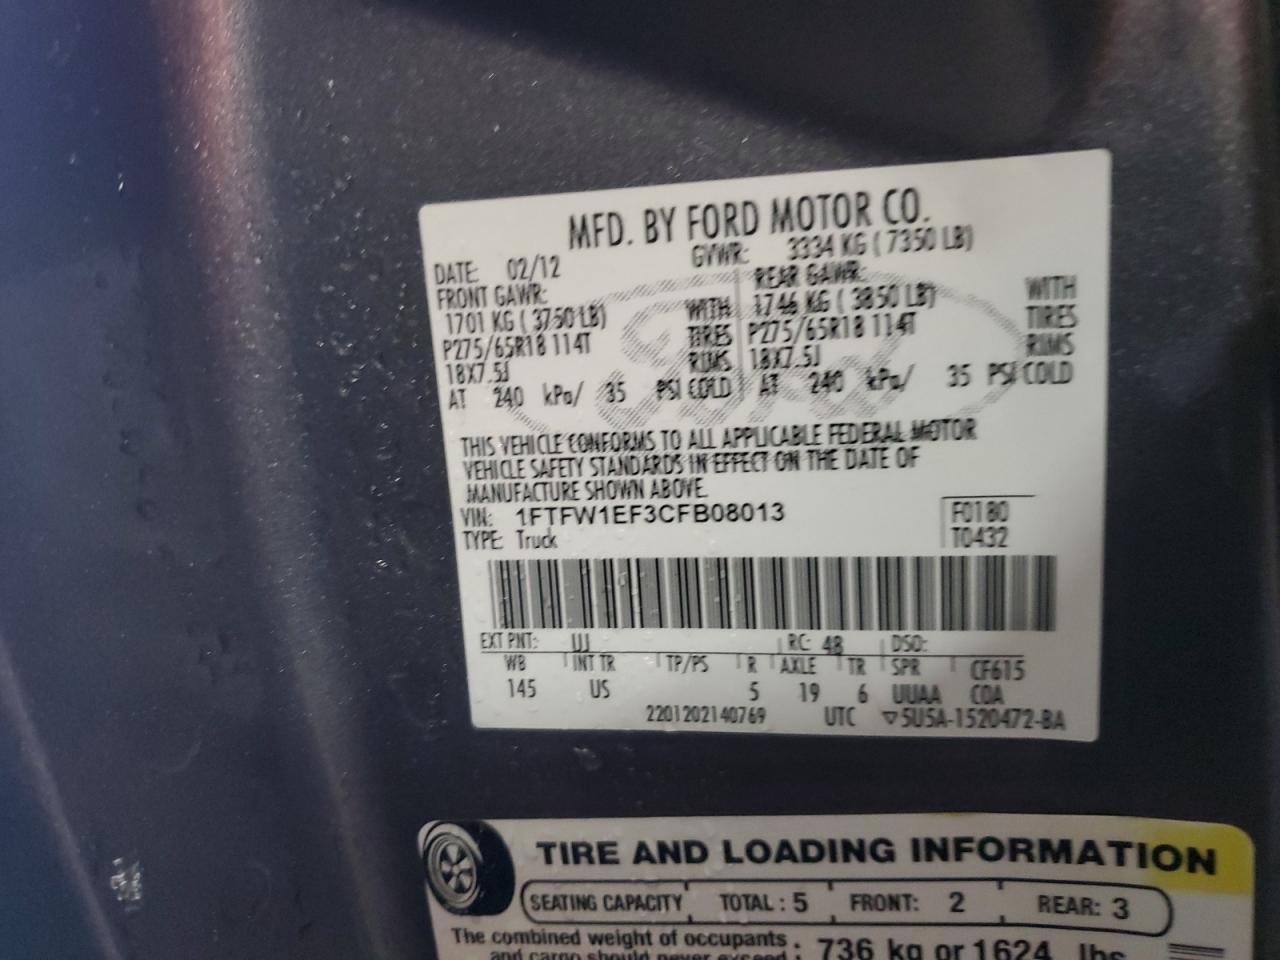 MFD. BY FORD MOTOR CO.
DATE: 02/12 GVWR: 3334 KG ( 7350 LB)
FRONT GAWR: REAR GAWR:
1701 KG ( 3750 LB) WITH 1746 KG ( 3850 LB) WITH
P275/65R18 114T TIRES P275/65R18 114T TIRES
18X7.5J RIMS 18X7.5J RIMS
AT 240 kPa/ 35 PSI COLD AT 240 kPa/ 35 PSI COLD
THIS VEHICLE CONFORMS TO ALL APPLICABLE FEDERAL MOTOR
VEHICLE SAFETY STANDARDS IN EFFECT ON THE DATE OF
MANUFACTURE SHOWN ABOVE.
VIN: 1FTFW1EF3CFB08013 F0180
TYPE: Truck T0432
EXT PNT: UJ RC: 48 DSO:
WB INT TR TP/PS R AXLE TR SPR CF615
145 US 5 19 6 UUAA COA
2201202140769 UTC ▽5U5A-1520472-BA
TIRE AND LOADING INFORMATION
SEATING CAPACITY TOTAL : 5 FRONT: 2 REAR: 3
The combined weight of occupants : 736 kg or 1624 lbs
and cargo should never exceed